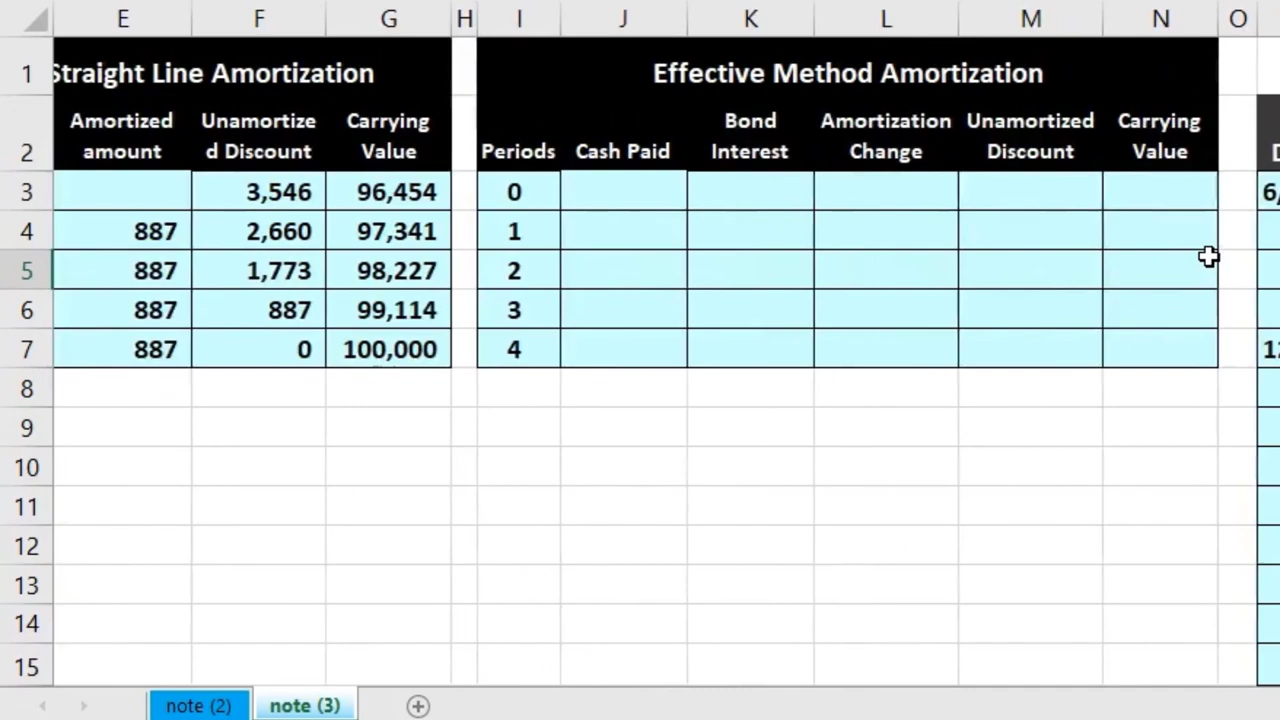 E F G H I J K L M N O
1 Straight Line Amortization Effective Method Amortization
Amortized Unamortize Carrying Bond Amortization Unamortized Carrying
2 amount d Discount Value Periods Cash Paid Interest Change Discount Value
3 3,546 96,454 0 6,
4 887 2,660 97,341 1
5 887 1,773 98,227 2
6 887 887 99,114 3
7 887 0 100,000 4
8
9
10
11
12
13
14
15
note (2) note (3)